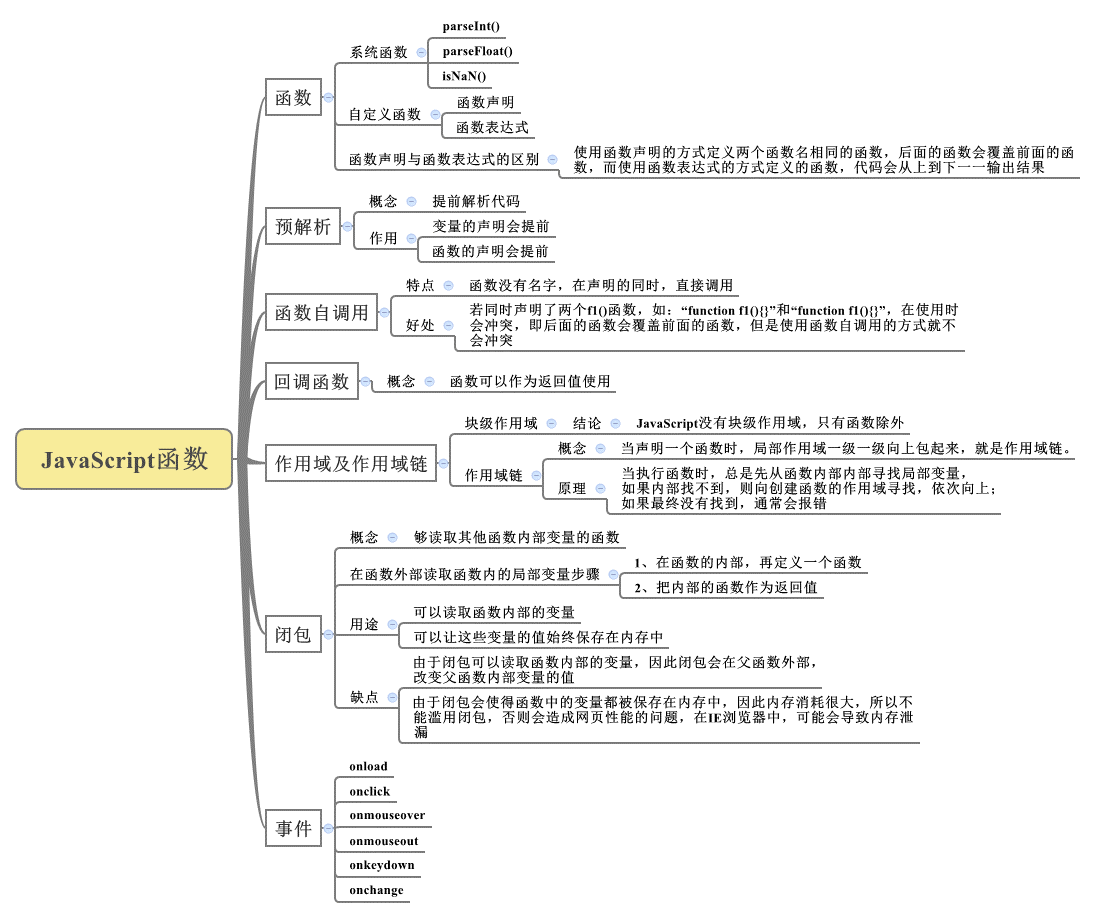 JavaScript函数
函数
系统函数
parseInt()
parseFloat()
isNaN()
自定义函数
函数声明
函数表达式
函数声明与函数表达式的区别
使用函数声明的方式定义两个函数名相同的函数，后面的函数会覆盖前面的函
数，而使用函数表达式的方式定义的函数，代码会从上到下一一输出结果
预解析
概念
提前解析代码
作用
变量的声明会提前
函数的声明会提前
函数自调用
特点
函数没有名字，在声明的同时，直接调用
好处
若同时声明了两个f1()函数，如：“function f1(){}”和“function f1(){}”，在使用时
会冲突，即后面的函数会覆盖前面的函数，但是使用函数自调用的方式就不
会冲突
回调函数
概念
函数可以作为返回值使用
作用域及作用域链
块级作用域
结论
JavaScript没有块级作用域，只有函数除外
作用域链
概念
当声明一个函数时，局部作用域一级一级向上包起来，就是作用域链。
原理
当执行函数时，总是先从函数内部内部寻找局部变量，
如果内部找不到，则向创建函数的作用域寻找，依次向上；
如果最终没有找到，通常会报错
闭包
概念
够读取其他函数内部变量的函数
在函数外部读取函数内的局部变量步骤
1、在函数的内部，再定义一个函数
2、把内部的函数作为返回值
用途
可以读取函数内部的变量
可以让这些变量的值始终保存在内存中
缺点
由于闭包可以读取函数内部的变量，因此闭包会在父函数外部，
改变父函数内部变量的值
由于闭包会使得函数中的变量都被保存在内存中，因此内存消耗很大，所以不
能滥用闭包，否则会造成网页性能的问题，在IE浏览器中，可能会导致内存泄
漏
事件
onload
onclick
onmouseover
onmouseout
onkeydown
onchange